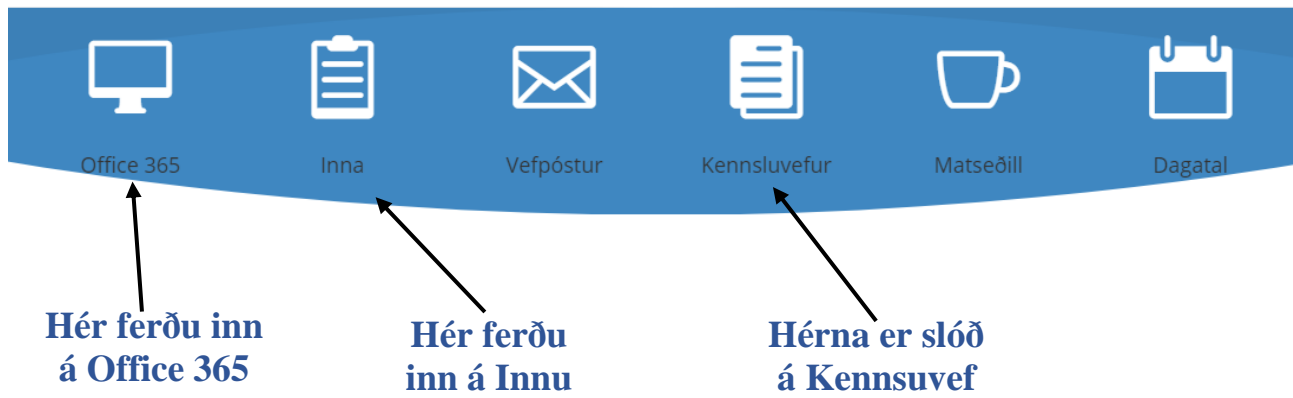 Office 365
Inna
Vefpóstur
Kennsluvefur
Matseðill
Dagatal
Hér ferðu inn
á Office 365
Hér ferðu
inn á Innu
Hérna er slóð
á Kennsuvef